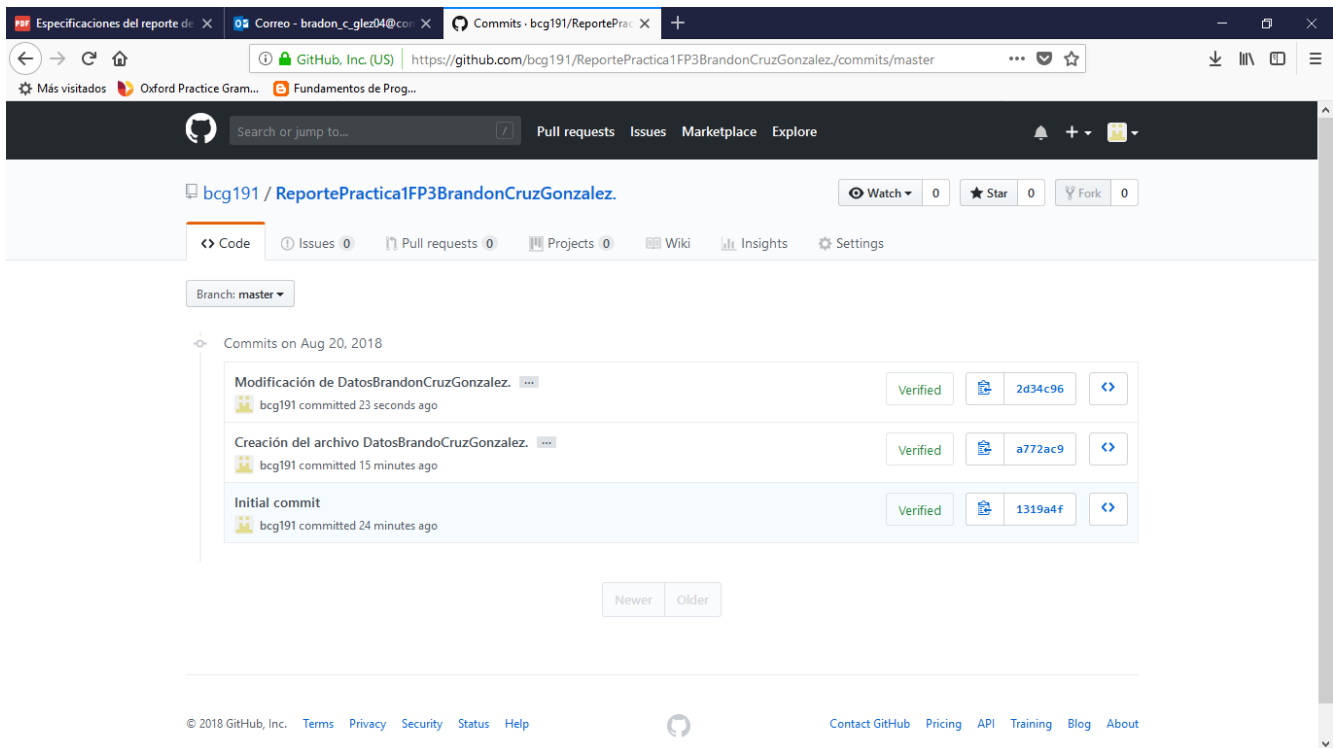 Especificaciones del reporte de
Correo - bradon_c_glez04@con
Commits · bcg191/ReportePrac
GitHub, Inc. (US) https://github.com/bcg191/ReportePractica1FP3BrandonCruzGonzalez./commits/master
Más visitados Oxford Practice Gram... Fundamentos de Prog...
Search or jump to... / Pull requests Issues Marketplace Explore
bcg191 / ReportePractica1FP3BrandonCruzGonzalez.
Watch 0 Star 0 Fork 0
Code Issues 0 Pull requests 0 Projects 0 Wiki Insights Settings
Branch: master
Commits on Aug 20, 2018
Modificación de DatosBrandonCruzGonzalez. ...
bcg191 committed 23 seconds ago
Verified 2d34c96
Creación del archivo DatosBrandoCruzGonzalez. ...
bcg191 committed 15 minutes ago
Verified a772ac9
Initial commit
bcg191 committed 24 minutes ago
Verified 1319a4f
Newer Older
© 2018 GitHub, Inc. Terms Privacy Security Status Help
Contact GitHub Pricing API Training Blog About